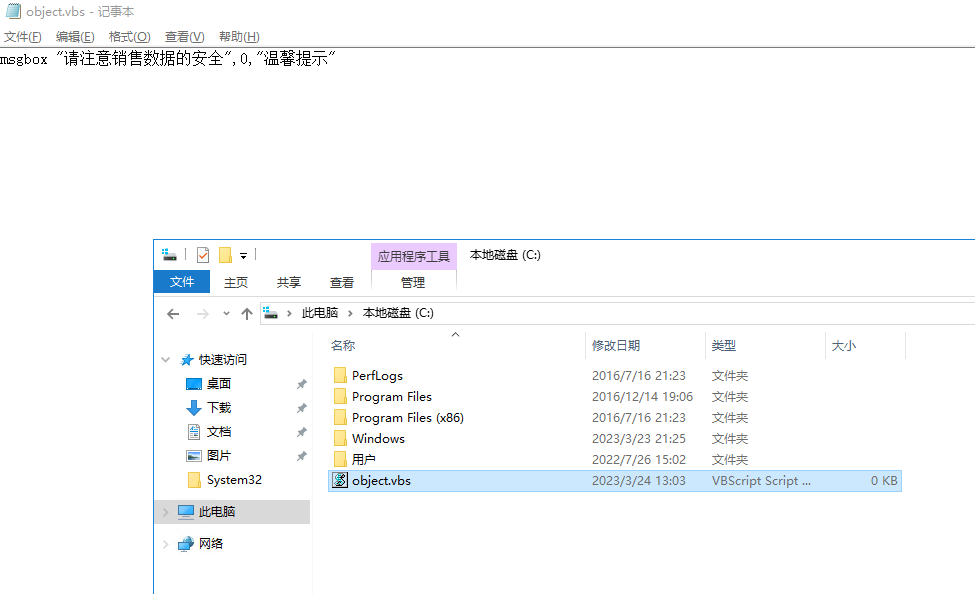 object.vbs - 记事本
文件(F) 编辑(E) 格式(O) 查看(V) 帮助(H)
msgbox "请注意销售数据的安全",0,"温馨提示"
应用程序工具 本地磁盘 (C:)
文件 主页 共享 查看 管理
此电脑 本地磁盘 (C:)
名称 修改日期 类型 大小
快速访问
桌面
下载
文档
图片
System32
此电脑
网络
PerfLogs 2016/7/16 21:23 文件夹
Program Files 2016/12/14 19:06 文件夹
Program Files (x86) 2016/7/16 21:23 文件夹
Windows 2023/3/23 21:25 文件夹
用户 2022/7/26 15:02 文件夹
object.vbs 2023/3/24 13:03 VBScript Script ... 0 KB